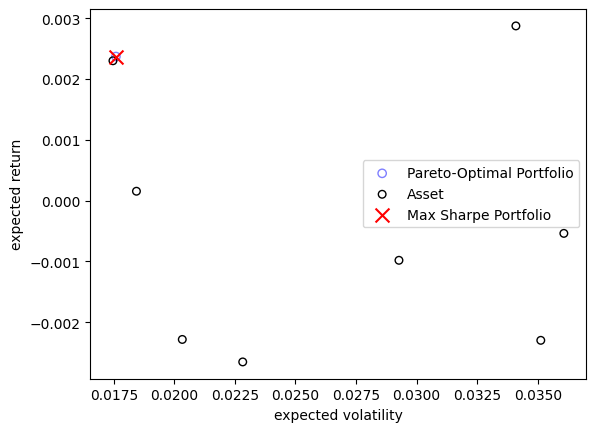 0.003
0.002
0.001
0.000
−0.001
−0.002
expected return
Pareto-Optimal Portfolio
Asset
Max Sharpe Portfolio
0.0175 0.0200 0.0225 0.0250 0.0275 0.0300 0.0325 0.0350
expected volatility